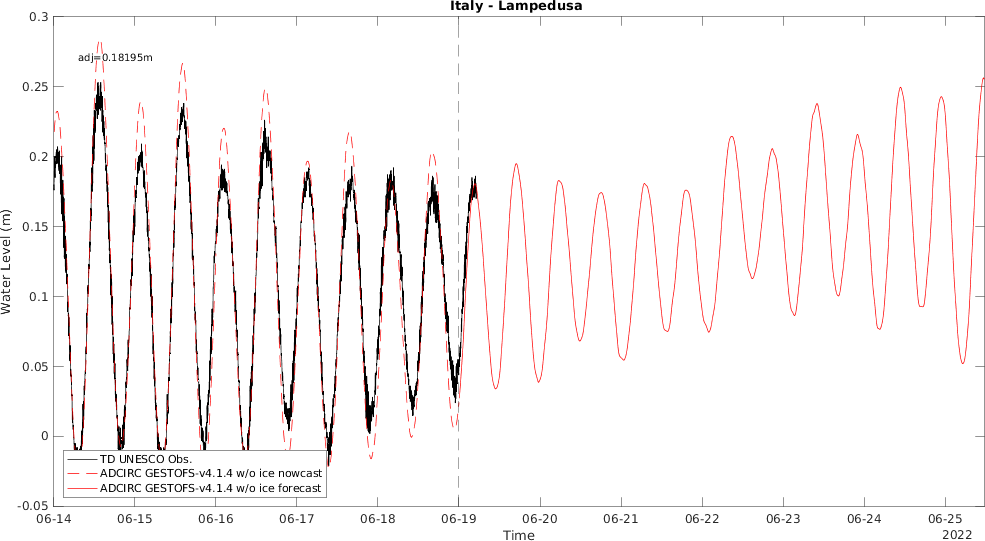 Italy - Lampedusa
0.3
adj=0.18195m
0.25
0.2
0.15
0.1
0.05
0
-0.05
Water Level (m)
TD UNESCO Obs.
ADCIRC GESTOFS-v4.1.4 w/o ice nowcast
ADCIRC GESTOFS-v4.1.4 w/o ice forecast
06-14 06-15 06-16 06-17 06-18 06-19 06-20 06-21 06-22 06-23 06-24 06-25
Time
2022